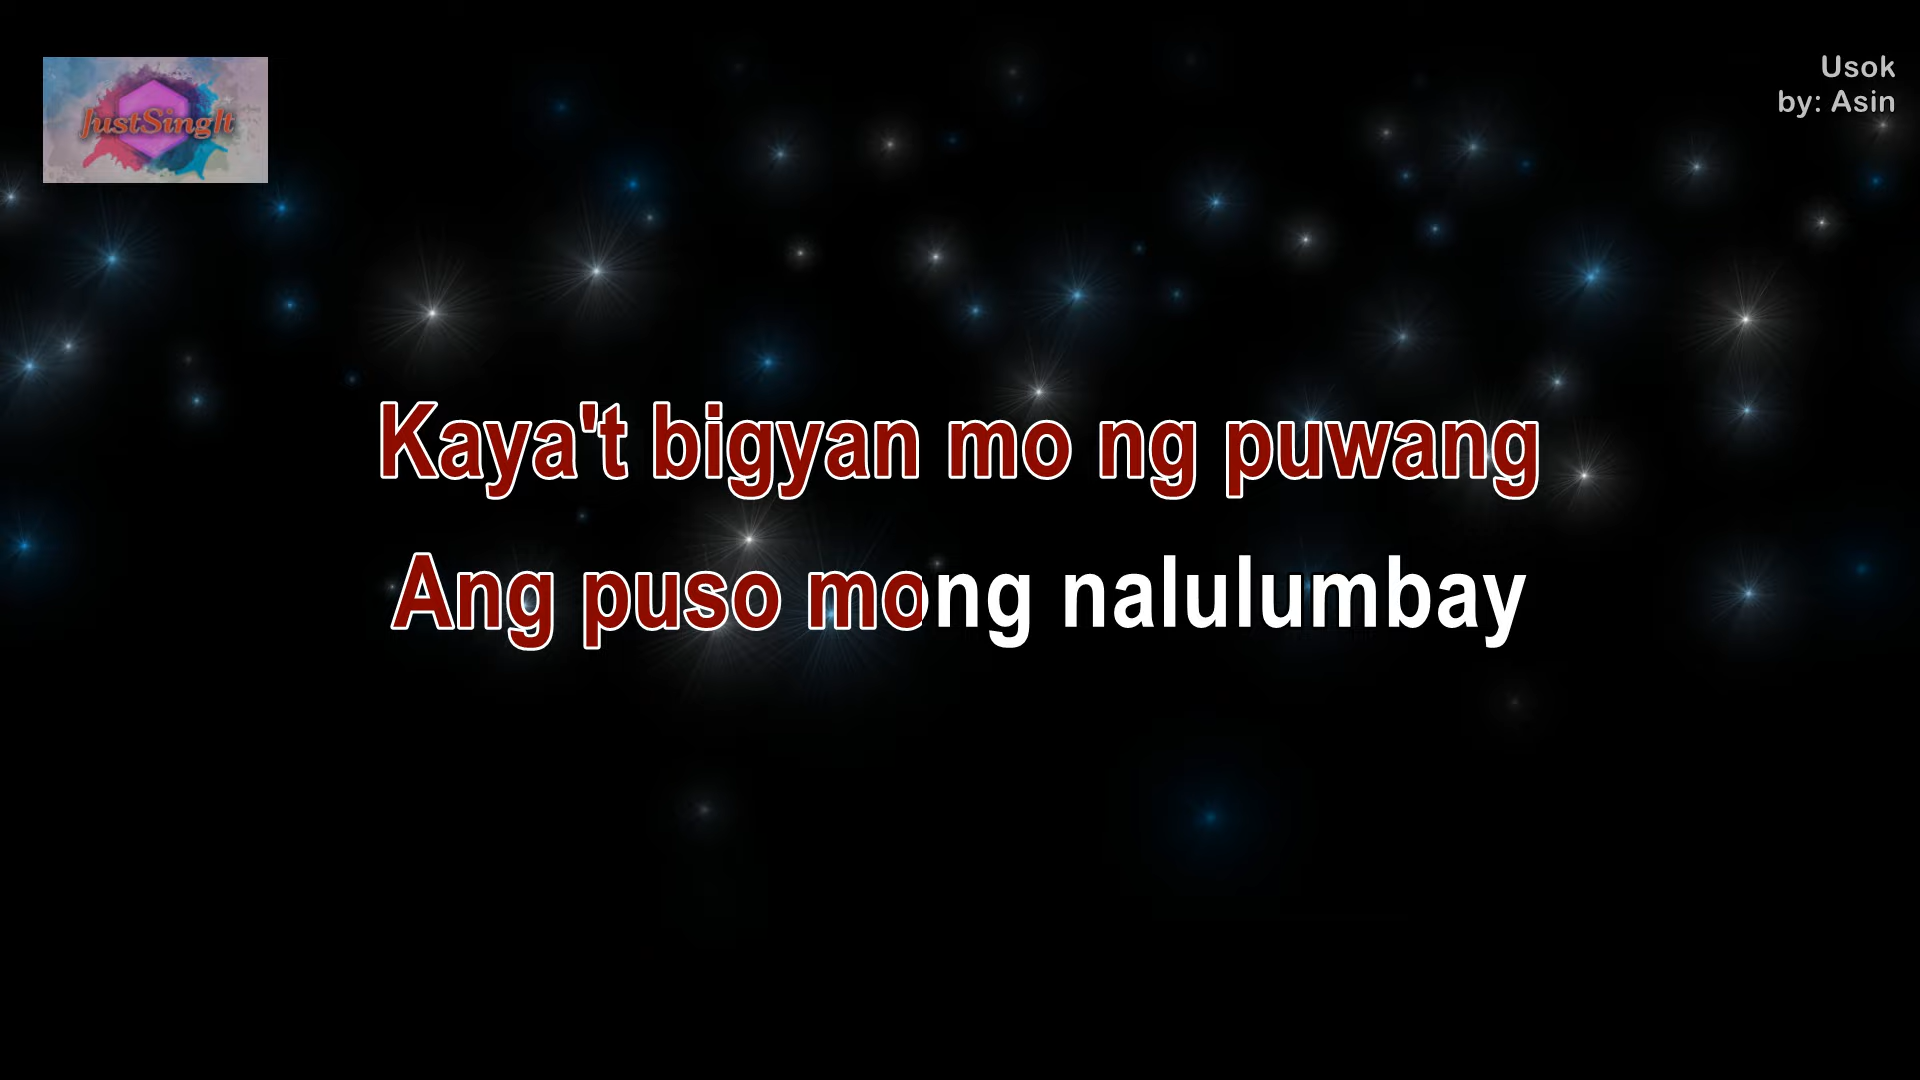 JustSingIt
Usok
by: Asin
Kaya't bigyan mo ng puwang
Ang puso mong nalulumbay